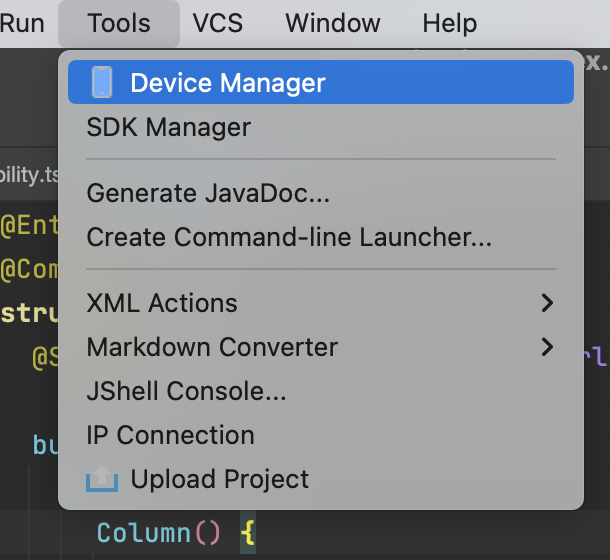 Run Tools VCS Window Help
ex.
Device Manager
SDK Manager
bility.ts
Generate JavaDoc...
@Ent
Create Command-line Launcher...
@Com
XML Actions
stru
Markdown Converter
@S
rl
JShell Console...
IP Connection
bu
Upload Project
Column() {